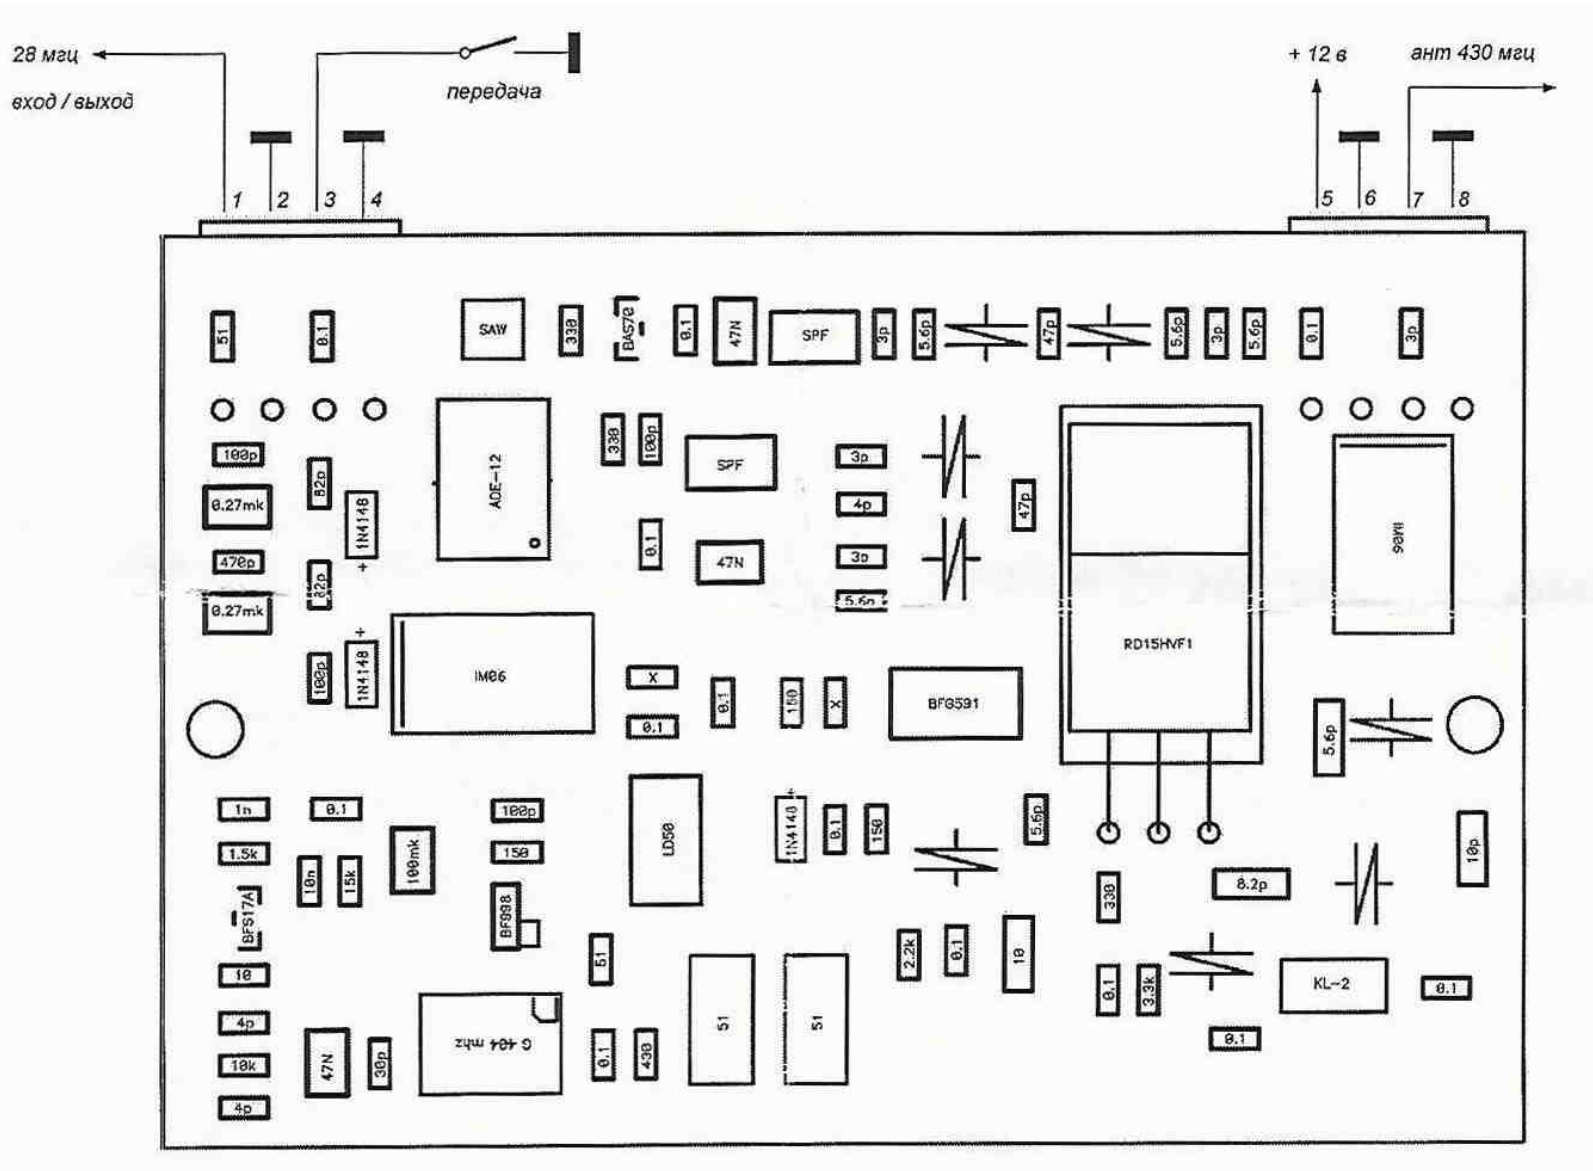 28 мгц
вход / выход
передача
+ 12 в
ант 430 мгц
1
2
3
4
5
6
7
8
51
0.1
SAW
330
BAS70
0.1
47N
SPF
3p
5.6p
47p
5.6p
3p
5.6p
0.1
3p
100p
0.27mk
470p
0.27mk
82p
1N4148
+
82p
+
100p
1N4148
ADE-12
330
100p
SPF
0.1
47N
3p
4p
3p
5.6p
47p
RD15HVF1
IM06
IM06
X
0.1
0.1
150
X
BFG591
5.6p
1n
0.1
1.5k
10n
15k
100mk
BFS17A
10
4p
10k
4p
47N
30p
100p
150
BF998
G 404 mhz
LD50
51
0.1
430
51
51
+
1N4148
0.1
150
5.6p
2.2k
0.1
10
330
0.1
3.3k
8.2p
10p
KL-2
0.1
0.1